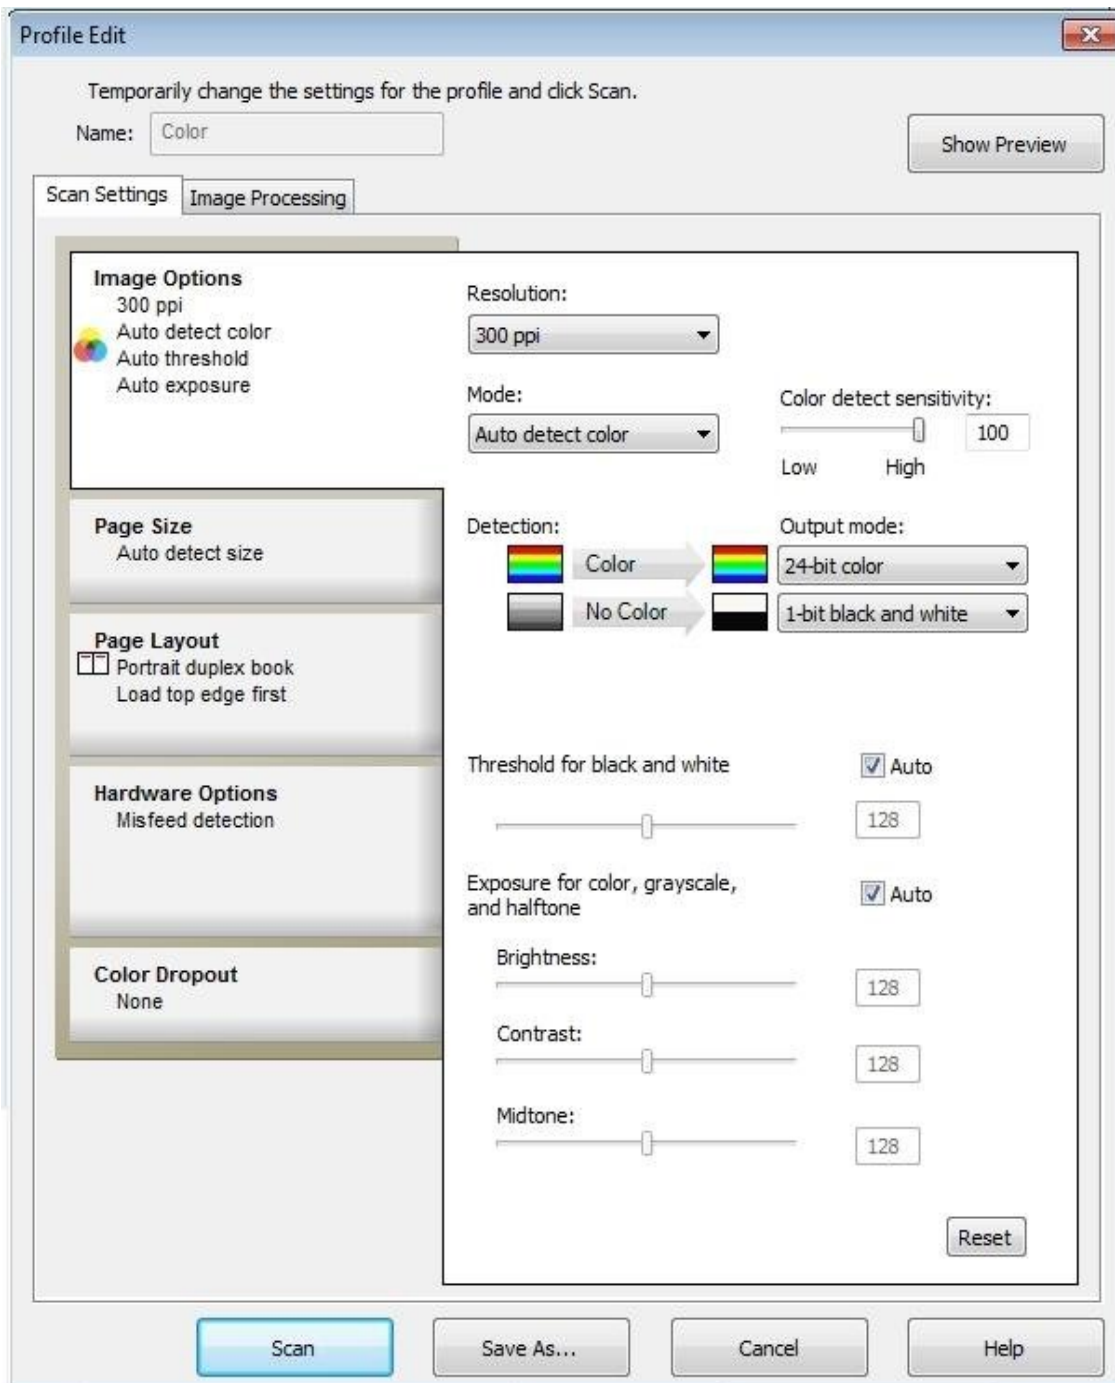 Profile Edit
Temporarily change the settings for the profile and click Scan.
Name: Color
Show Preview
Scan Settings
Image Processing
Image Options
300 ppi
Auto detect color
Auto threshold
Auto exposure
Page Size
Auto detect size
Page Layout
Portrait duplex book
Load top edge first
Hardware Options
Misfeed detection
Color Dropout
None
Resolution:
300 ppi
Mode:
Auto detect color
Color detect sensitivity:
100
Low High
Detection:
Output mode:
Color
24-bit color
No Color
1-bit black and white
Threshold for black and white
Auto
128
Exposure for color, grayscale,
and halftone
Auto
Brightness:
128
Contrast:
128
Midtone:
128
Reset
Scan
Save As...
Cancel
Help